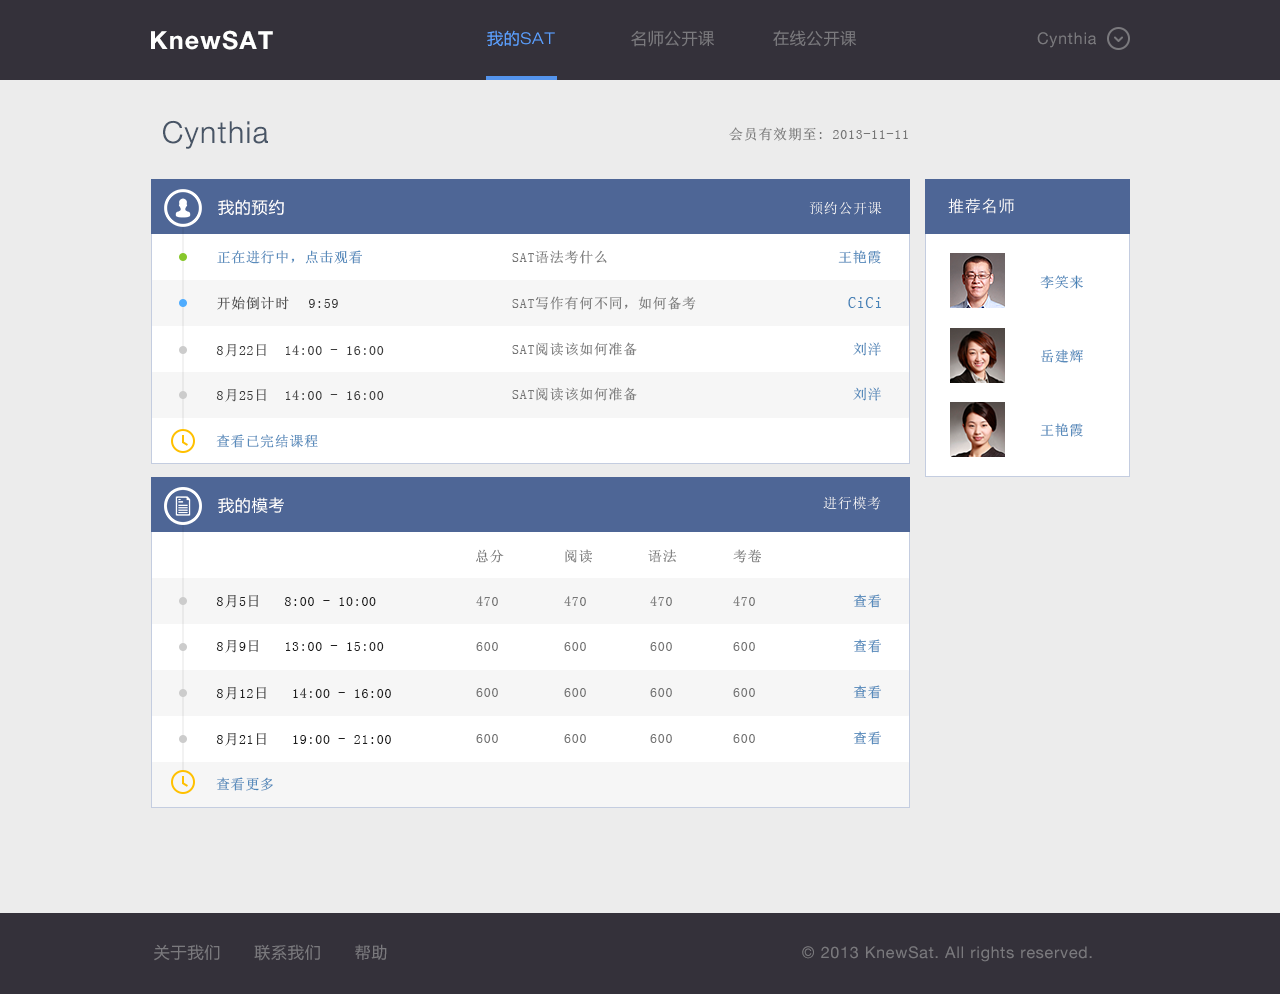 KnewSAT 我的SAT 名师公开课 在线公开课 Cynthia
Cynthia 会员有效期至: 2013-11-11
我的预约 预约公开课
正在进行中，点击观看 SAT语法考什么 王艳霞
开始倒计时 9:59 SAT写作有何不同，如何备考 CiCi
8月22日 14:00 - 16:00 SAT阅读该如何准备 刘洋
8月25日 14:00 - 16:00 SAT阅读该如何准备 刘洋
查看已完结课程
推荐名师
李笑来
岳建辉
王艳霞
我的模考 进行模考
总分 阅读 语法 考卷
8月5日 8:00 - 10:00 470 470 470 470 查看
8月9日 13:00 - 15:00 600 600 600 600 查看
8月12日 14:00 - 16:00 600 600 600 600 查看
8月21日 19:00 - 21:00 600 600 600 600 查看
查看更多
关于我们 联系我们 帮助 © 2013 KnewSat. All rights reserved.